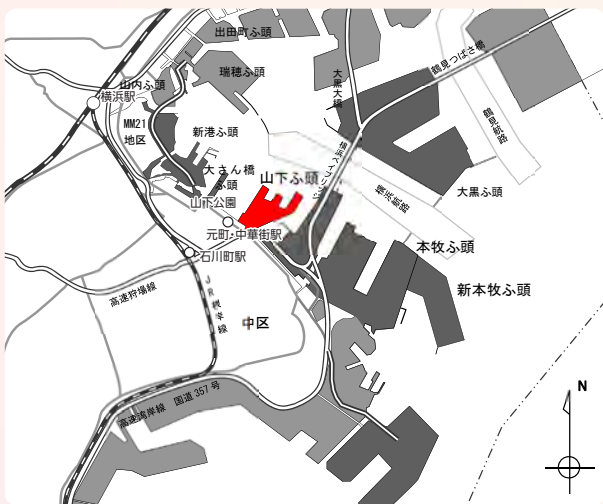 出田町ふ頭
瑞穂ふ頭
山内ふ頭
横浜駅
MM21
地区
新港ふ頭
大さん橋
ふ頭
山下公園
山下ふ頭
元町・中華街駅
石川町駅
大黒大橋
鶴見つばさ橋
鶴見航路
横浜ベイブリッジ
横浜航路
大黒ふ頭
本牧ふ頭
新本牧ふ頭
高速狩場線
JR根岸線
中区
高速湾岸線 国道357号
N